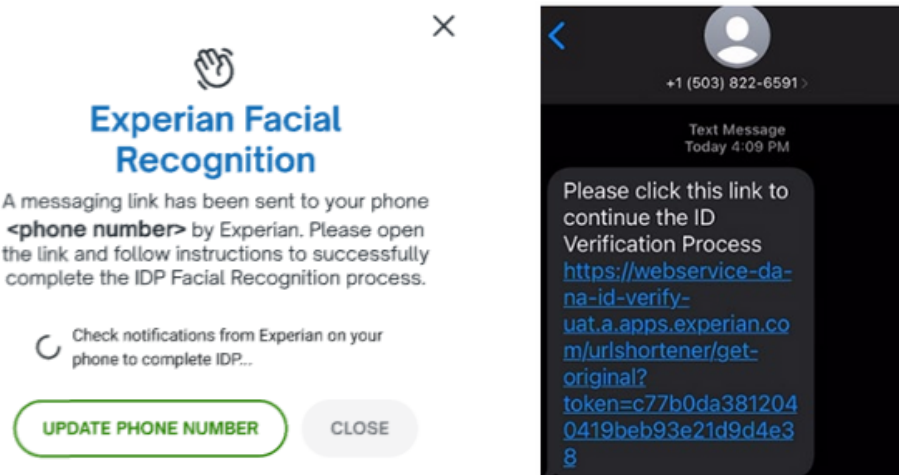 Experian Facial
Recognition
A messaging link has been sent to your phone
<phone number> by Experian. Please open
the link and follow instructions to successfully
complete the IDP Facial Recognition process.
Check notifications from Experian on your
phone to complete IDP...
UPDATE PHONE NUMBER
CLOSE
+1 (503) 822-6591
Text Message
Today 4:09 PM
Please click this link to
continue the ID
Verification Process
https://webservice-da-
na-id-verify-
uat.a.apps.experian.co
m/urlshortener/get-
original?
token=c77b0da381204
0419beb93e21d9d4e3
8